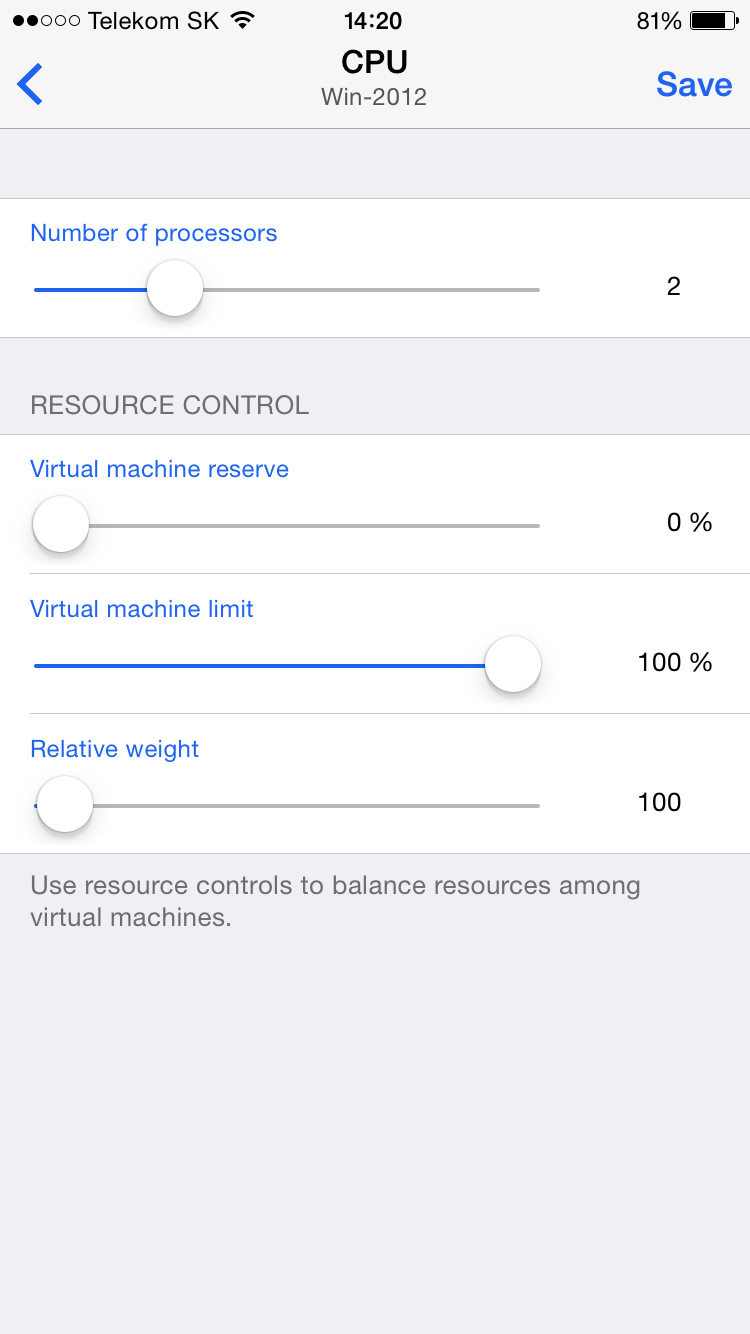 Telekom SK 14:20 81%
CPU
Win-2012
Save
Number of processors
2
RESOURCE CONTROL
Virtual machine reserve
0 %
Virtual machine limit
100 %
Relative weight
100
Use resource controls to balance resources among
virtual machines.